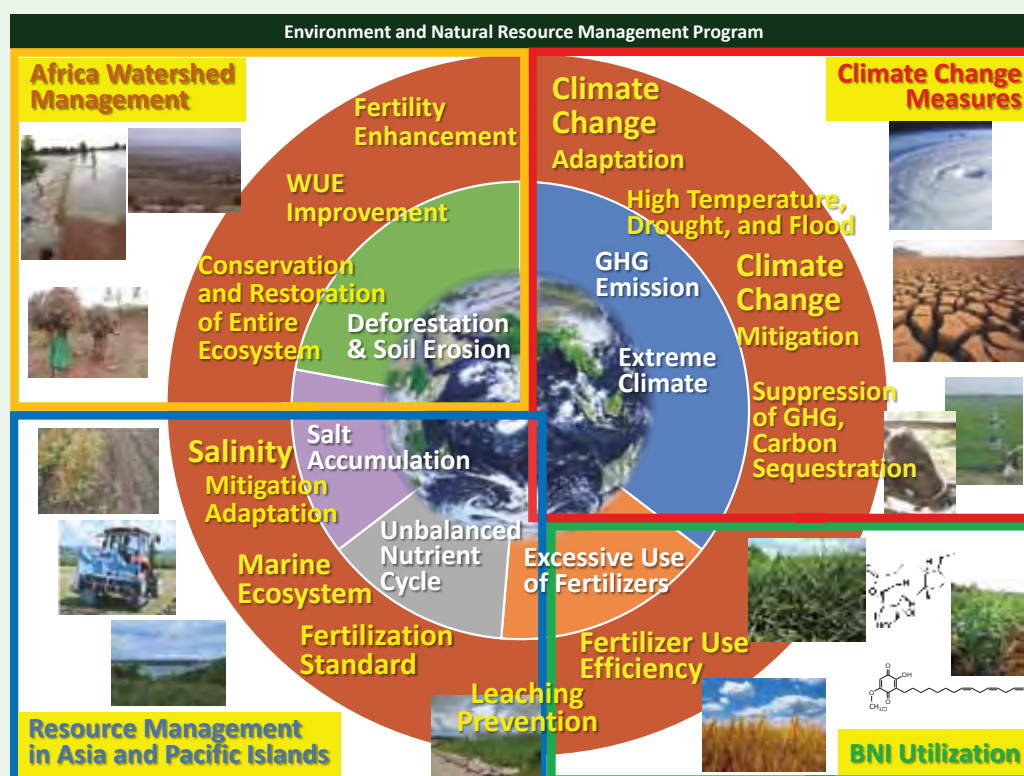 Environment and Natural Resource Management Program
Africa Watershed
Management
Fertility
Enhancement
WUE
Improvement
Conservation
and Restoration
of Entire
Ecosystem
Deforestation
& Soil Erosion
Climate
Change
Adaptation
Climate Change
Measures
High Temperature,
Drought, and Flood
GHG
Emission
Climate
Change
Mitigation
Extreme
Climate
Suppression
of GHG,
Carbon
Sequestration
Salt
Accumulation
Salinity
Mitigation
Adaptation
Unbalanced
Nutrient
Cycle
Marine
Ecosystem
Fertilization
Standard
Leaching
Prevention
Resource Management
in Asia and Pacific Islands
Excessive Use
of Fertilizers
Fertilizer Use
Efficiency
O
OH
O
O
BNI Utilization